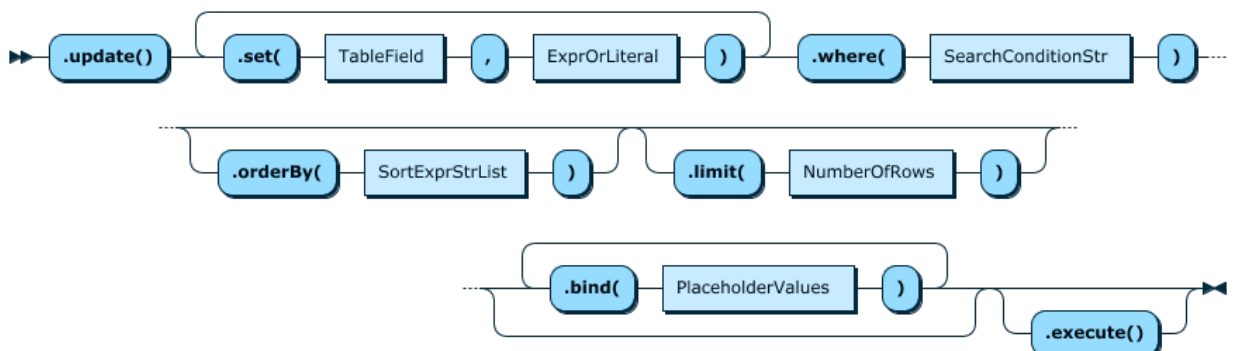 .update() .set( TableField , ExprOrLiteral ) .where( SearchConditionStr )
.orderBy( SortExprStrList ) .limit( NumberOfRows )
.bind( PlaceholderValues )
.execute()